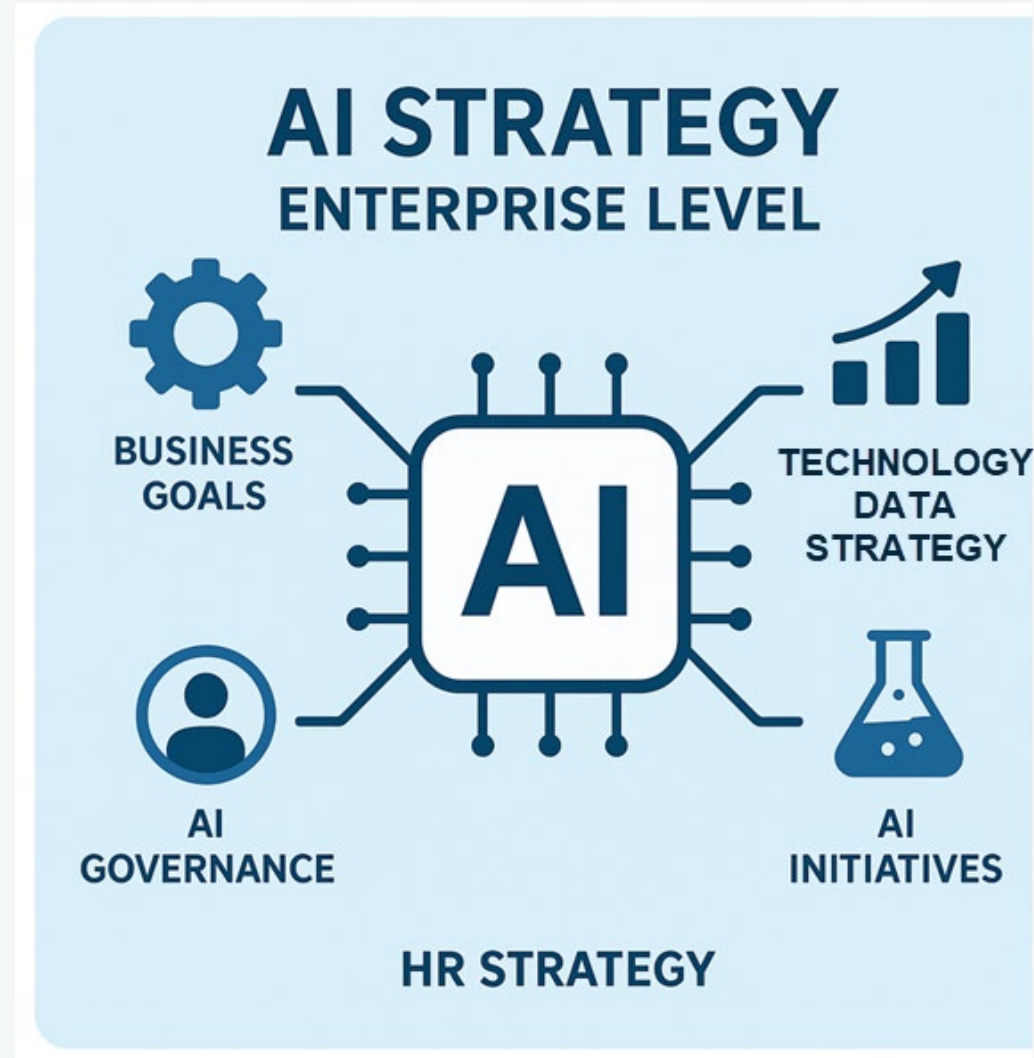 AI STRATEGY
ENTERPRISE LEVEL
BUSINESS
GOALS
TECHNOLOGY
DATA
STRATEGY
AI
AI
GOVERNANCE
AI
INITIATIVES
HR STRATEGY